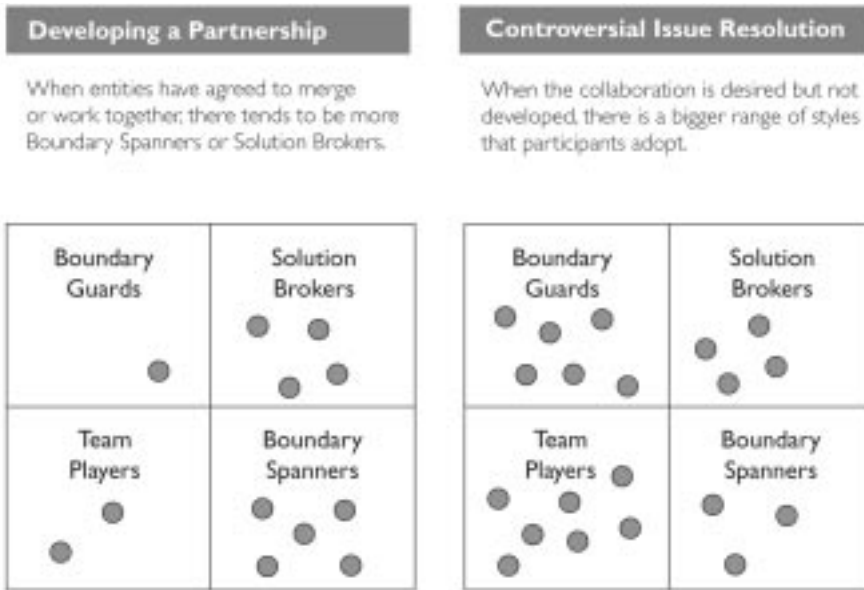 Developing a Partnership
When entities have agreed to merge
or work together, there tends to be more
Boundary Spanners or Solution Brokers.
Boundary
Guards
Solution
Brokers
Team
Players
Boundary
Spanners
Controversial Issue Resolution
When the collaboration is desired but not
developed, there is a bigger range of styles
that participants adopt.
Boundary
Guards
Solution
Brokers
Team
Players
Boundary
Spanners